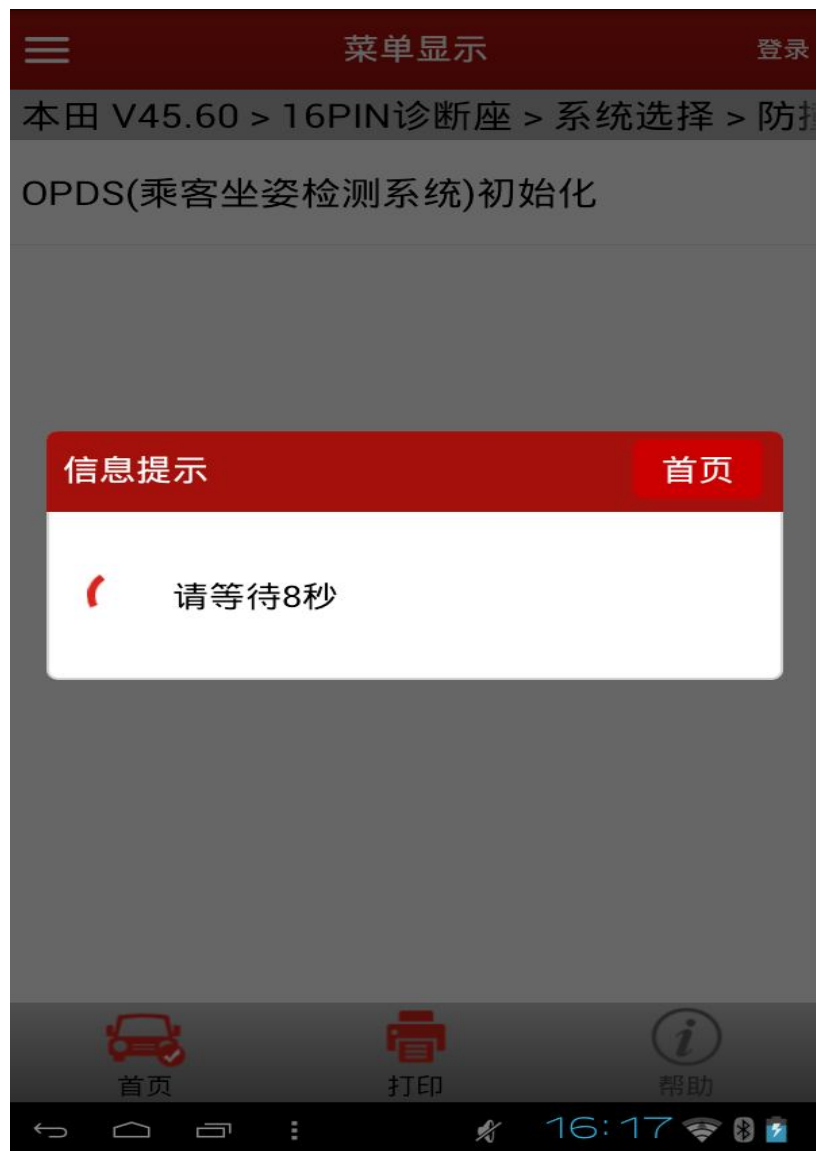 菜单显示 登录
本田 V45.60 > 16PIN诊断座 > 系统选择 > 防
OPDS(乘客坐姿检测系统)初始化
信息提示 首页
请等待8秒
首页 打印 帮助
16:17